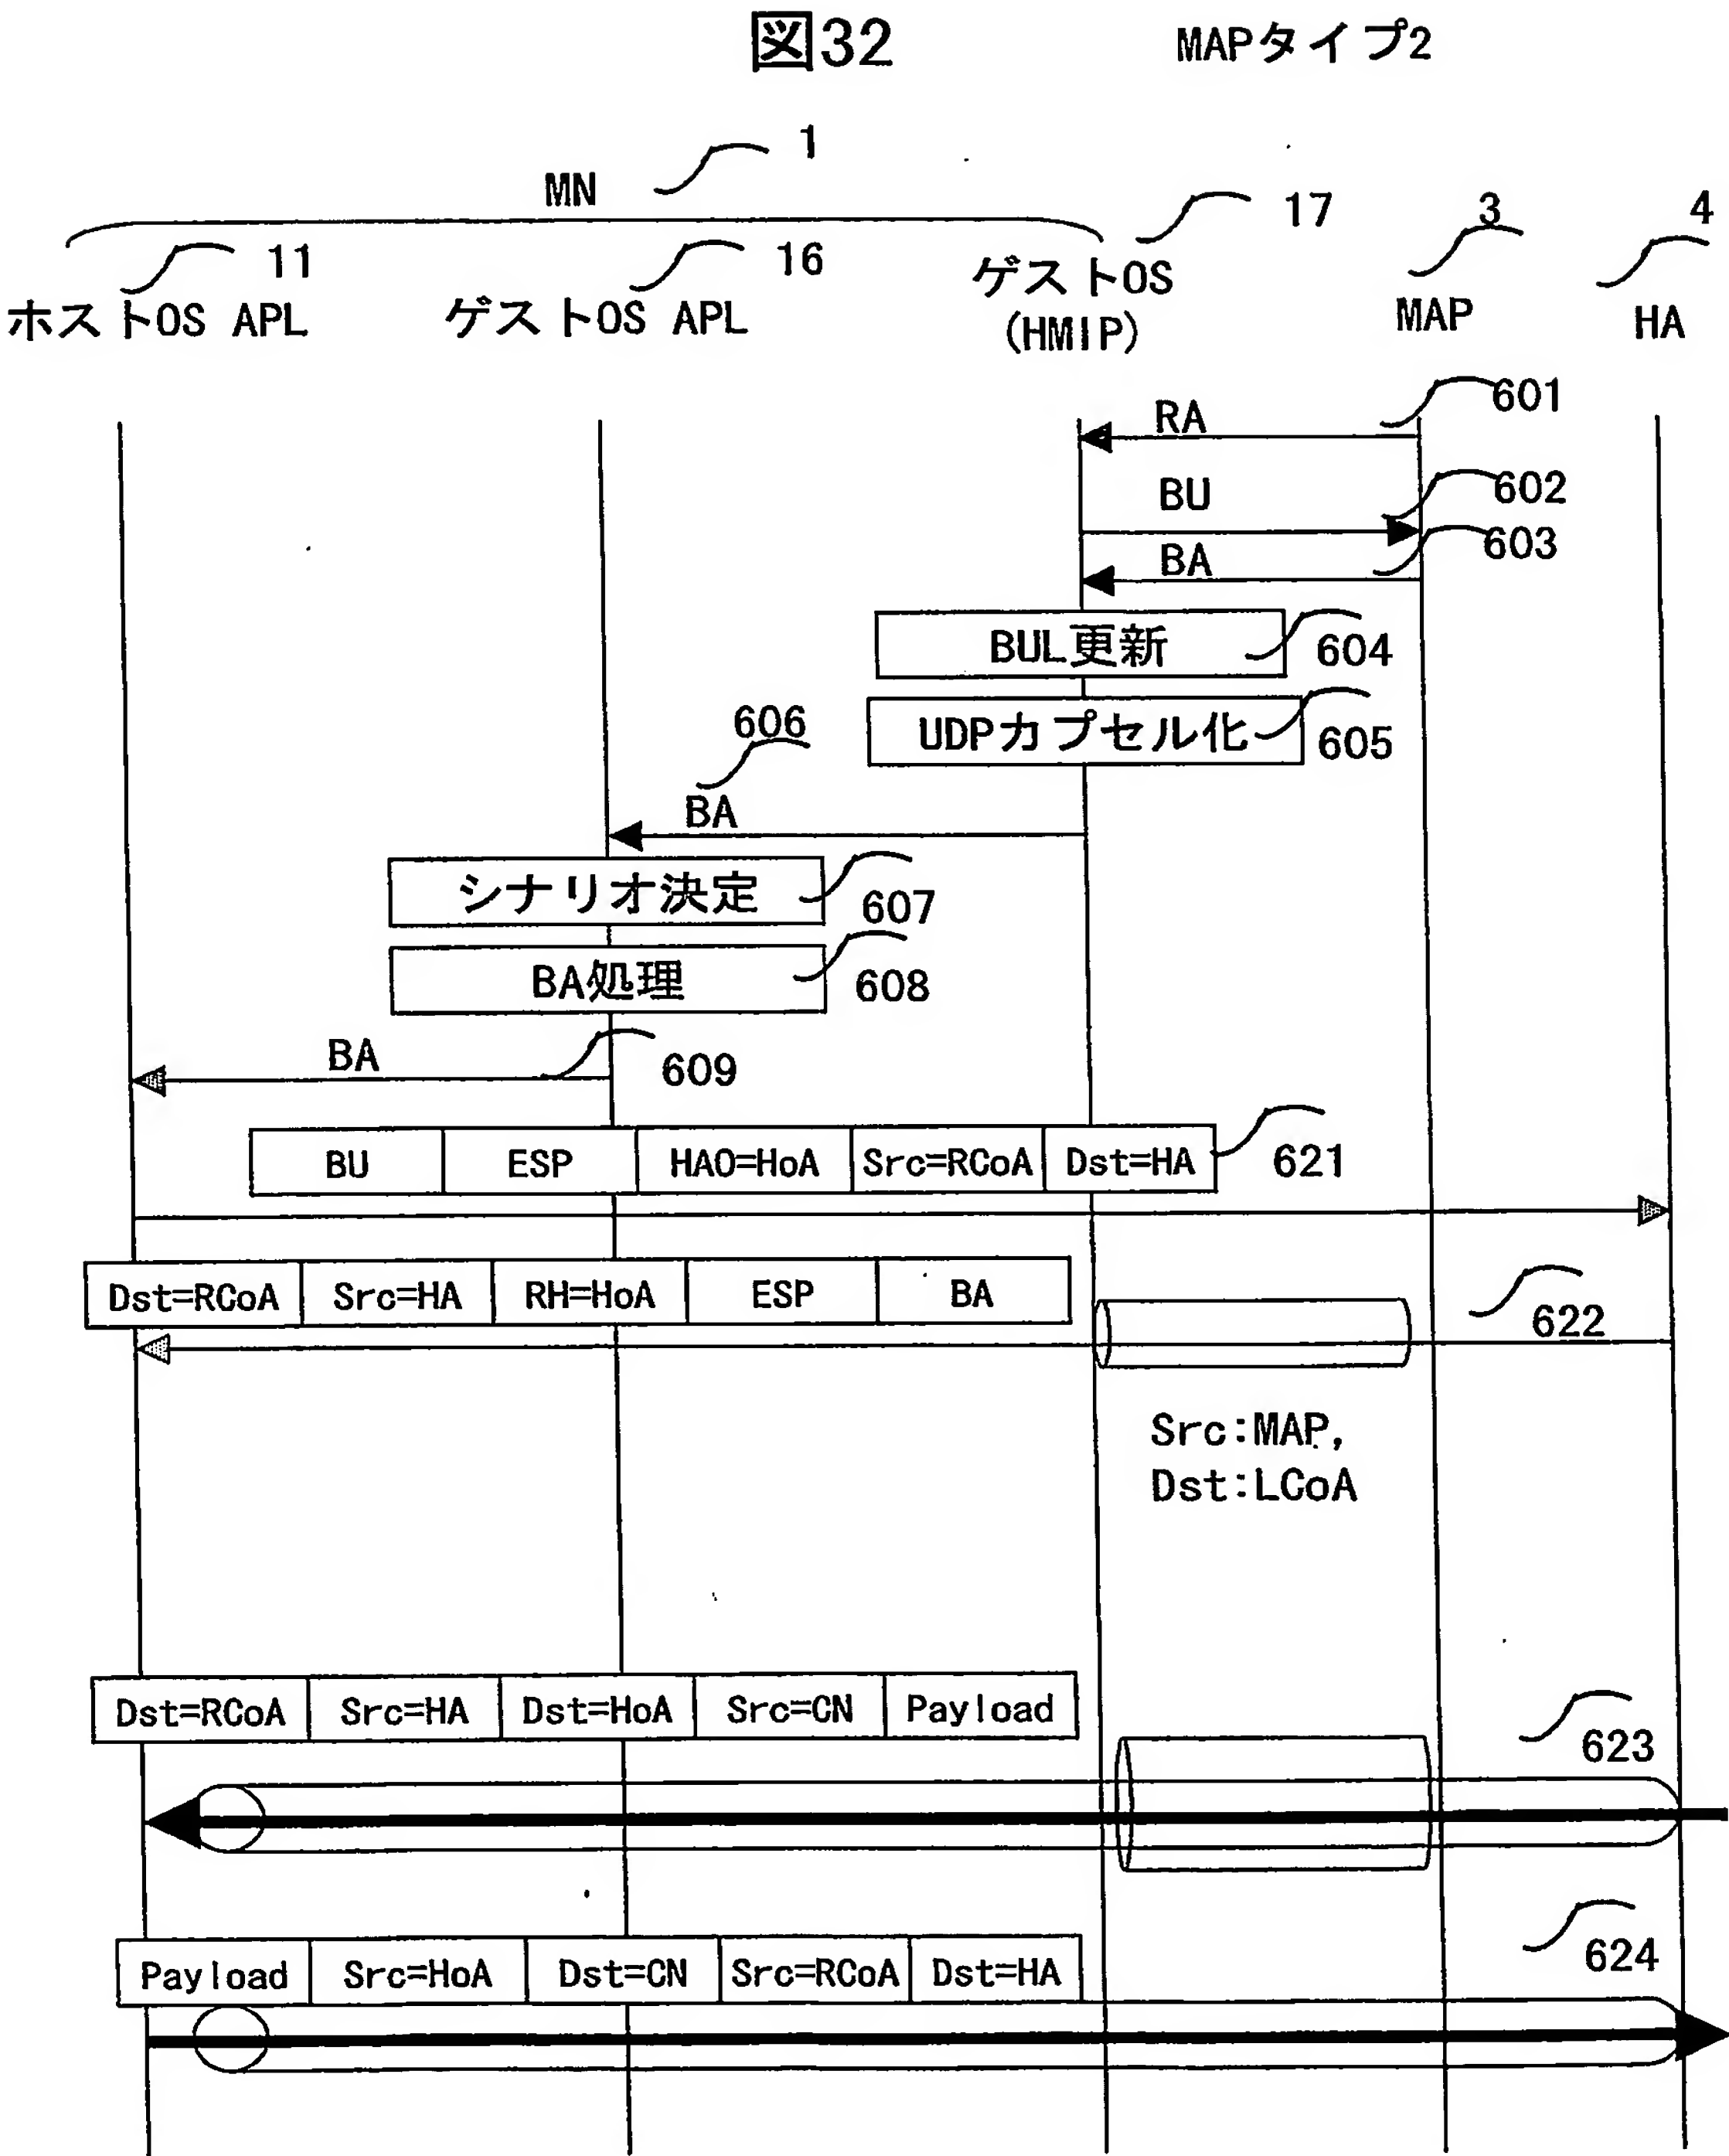 図32 MAPタイプ2
1
MN
17 3 4
11 16
ホストOS APL ゲストOS APL ゲストOS MAP HA
(HMIP)
RA 601
BU 602
BA 603
BUL更新 604
UDPカプセル化 605
606
BA
シナリオ決定 607
BA処理 608
BA 609
BU ESP HAO=HoA Src=RCoA Dst=HA 621
Dst=RCoA Src=HA RH=HoA ESP BA 622
Src:MAP,
Dst:LCoA
Dst=RCoA Src=HA Dst=HoA Src=CN Payload 623
Payload Src=HoA Dst=CN Src=RCoA Dst=HA 624